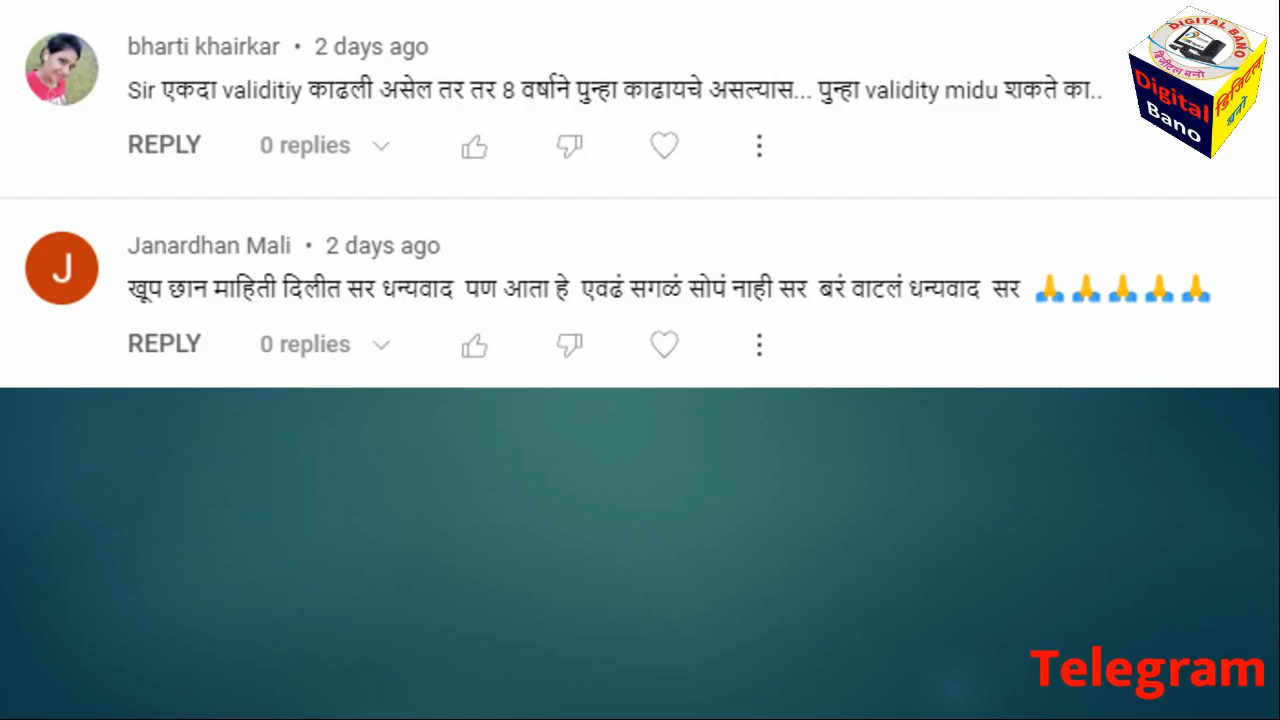 bharti khairkar • 2 days ago
Sir एकदा validitiy काढली असेल तर तर 8 वर्षाने पुन्हा काढायचे असल्यास... पुन्हा validity midu शकते का..
REPLY 0 replies
Janardhan Mali • 2 days ago
खूप छान माहिती दिलीत सर धन्यवाद पण आता हे एवढं सगळं सोपं नाही सर बरं वाटलं धन्यवाद सर 🙏🙏🙏🙏🙏
REPLY 0 replies
DIGITAL BANO
डिजीटल बनो
Digital
Bano
डिजिटल
बनो
Telegram